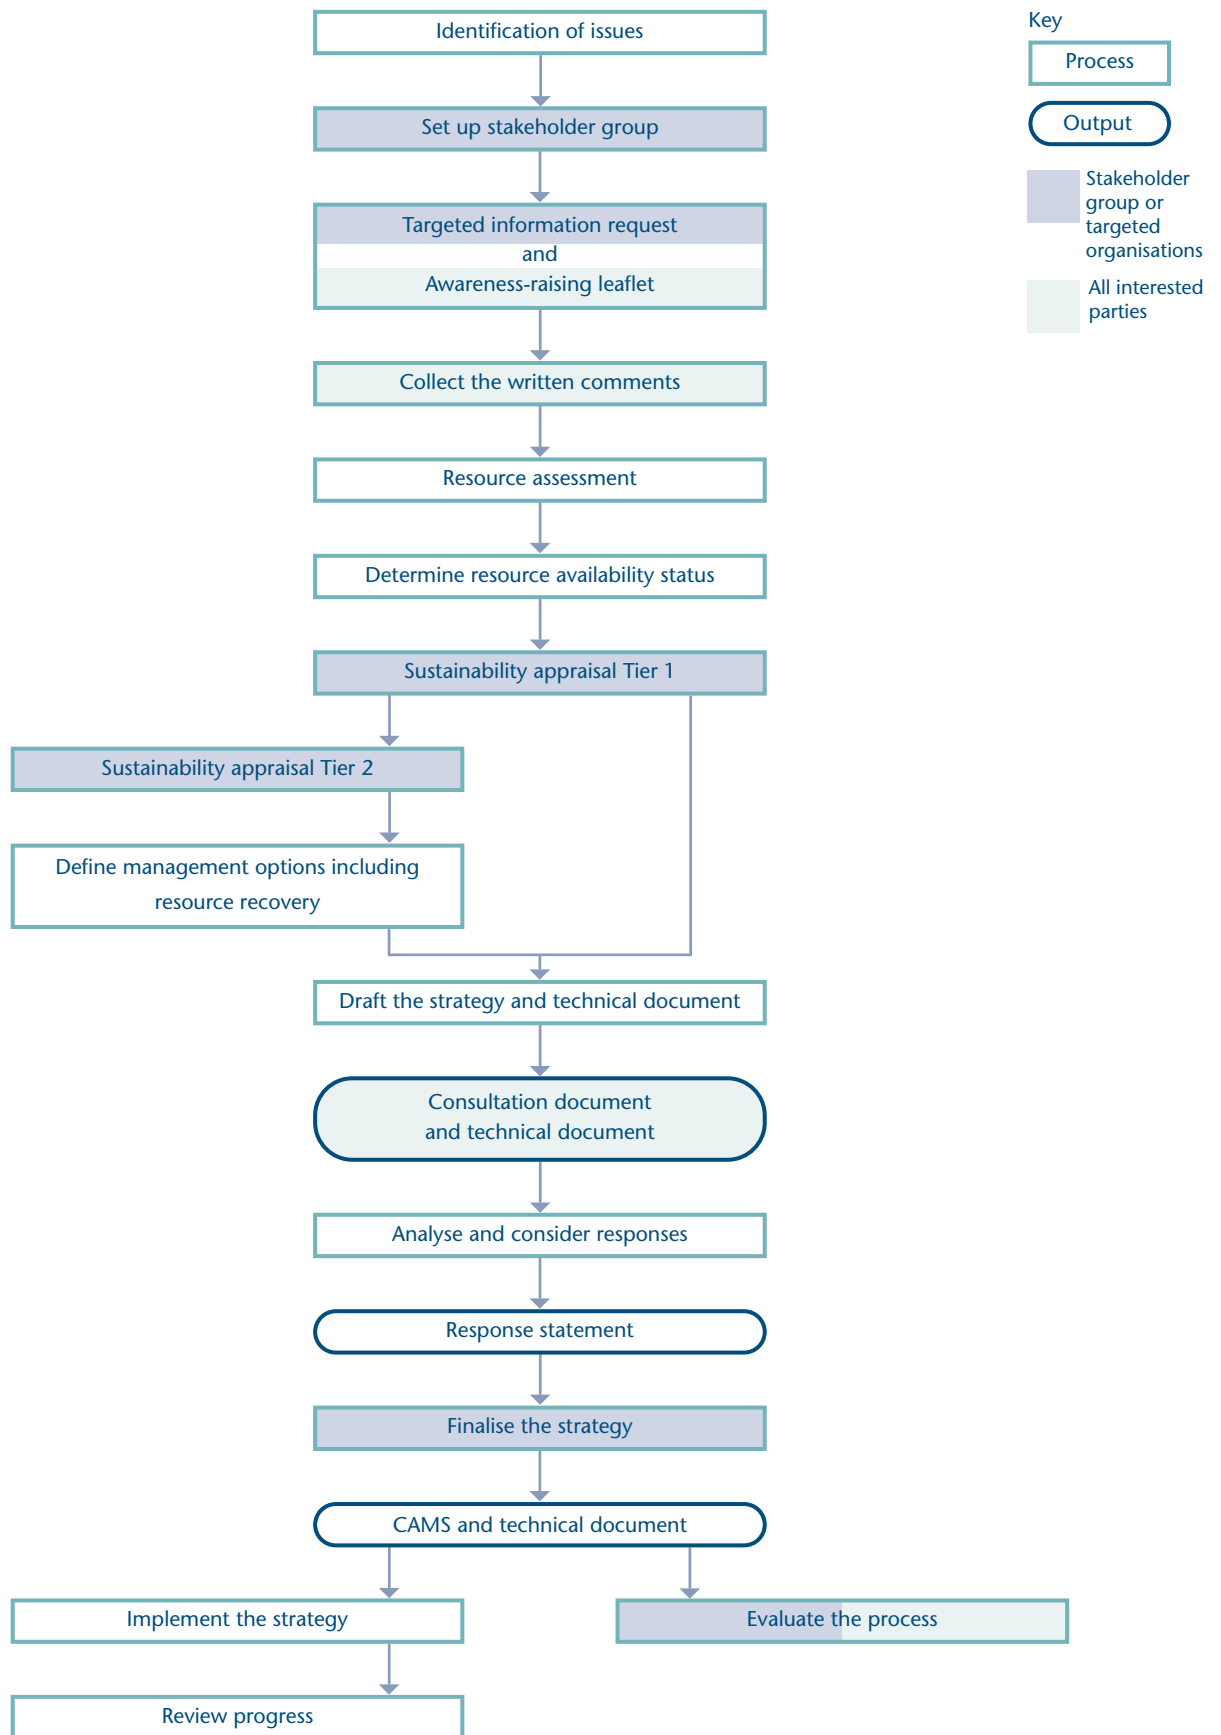 Identification of issues
Set up stakeholder group
Targeted information request
and
Awareness-raising leaflet
Collect the written comments
Resource assessment
Determine resource availability status
Sustainability appraisal Tier 1
Sustainability appraisal Tier 2
Define management options including
resource recovery
Draft the strategy and technical document
Consultation document
and technical document
Analyse and consider responses
Response statement
Finalise the strategy
CAMS and technical document
Implement the strategy
Evaluate the process
Review progress
Key
Process
Output
Stakeholder
group or
targeted
organisations
All interested
parties